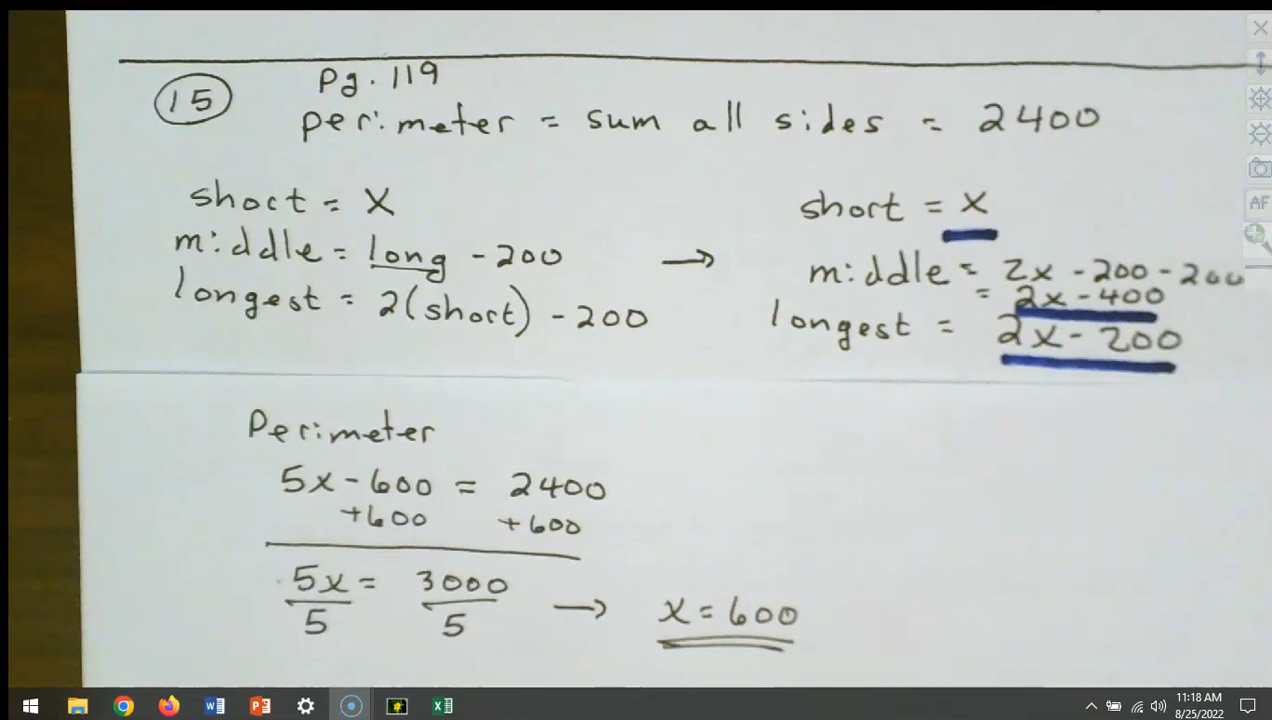 Pg. 119
15
perimeter = sum all sides = 2400
short = X
middle = long - 200
longest = 2(short) - 200
→
short = X
middle = 2x - 200 - 200
= 2x - 400
longest = 2x - 200
Perimeter
5x - 600 = 2400
+600 +600
5x = 3000
5 5
→ x = 600
AF
11:18 AM
8/25/2022